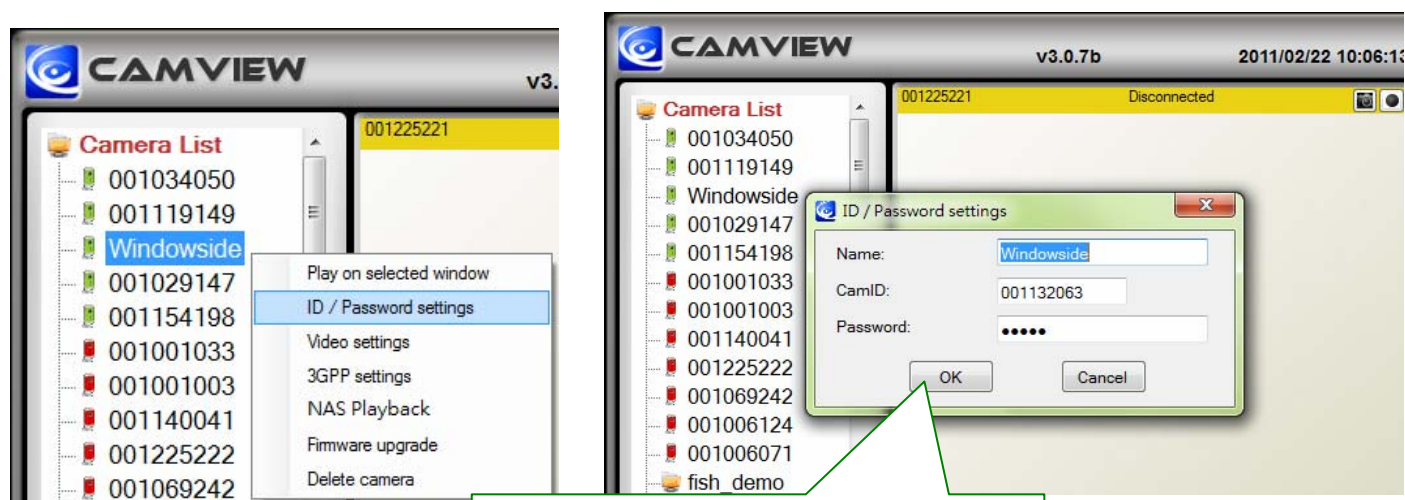 CAMVIEW
v3.
Camera List
001034050
001119149
Windowside
001029147
001154198
001001033
001001003
001140041
001225222
001069242
001225221
Play on selected window
ID / Password settings
Video settings
3GPP settings
NAS Playback
Firmware upgrade
Delete camera
CAMVIEW
v3.0.7b
2011/02/22 10:06:13
Camera List
001034050
001119149
Windowside
001029147
001154198
001001033
001001003
001140041
001225222
001069242
001006124
001006071
fish_demo
001225221 Disconnected
ID / Password settings
Name: Windowside
CamID: 001132063
Password: •••••
OK Cancel